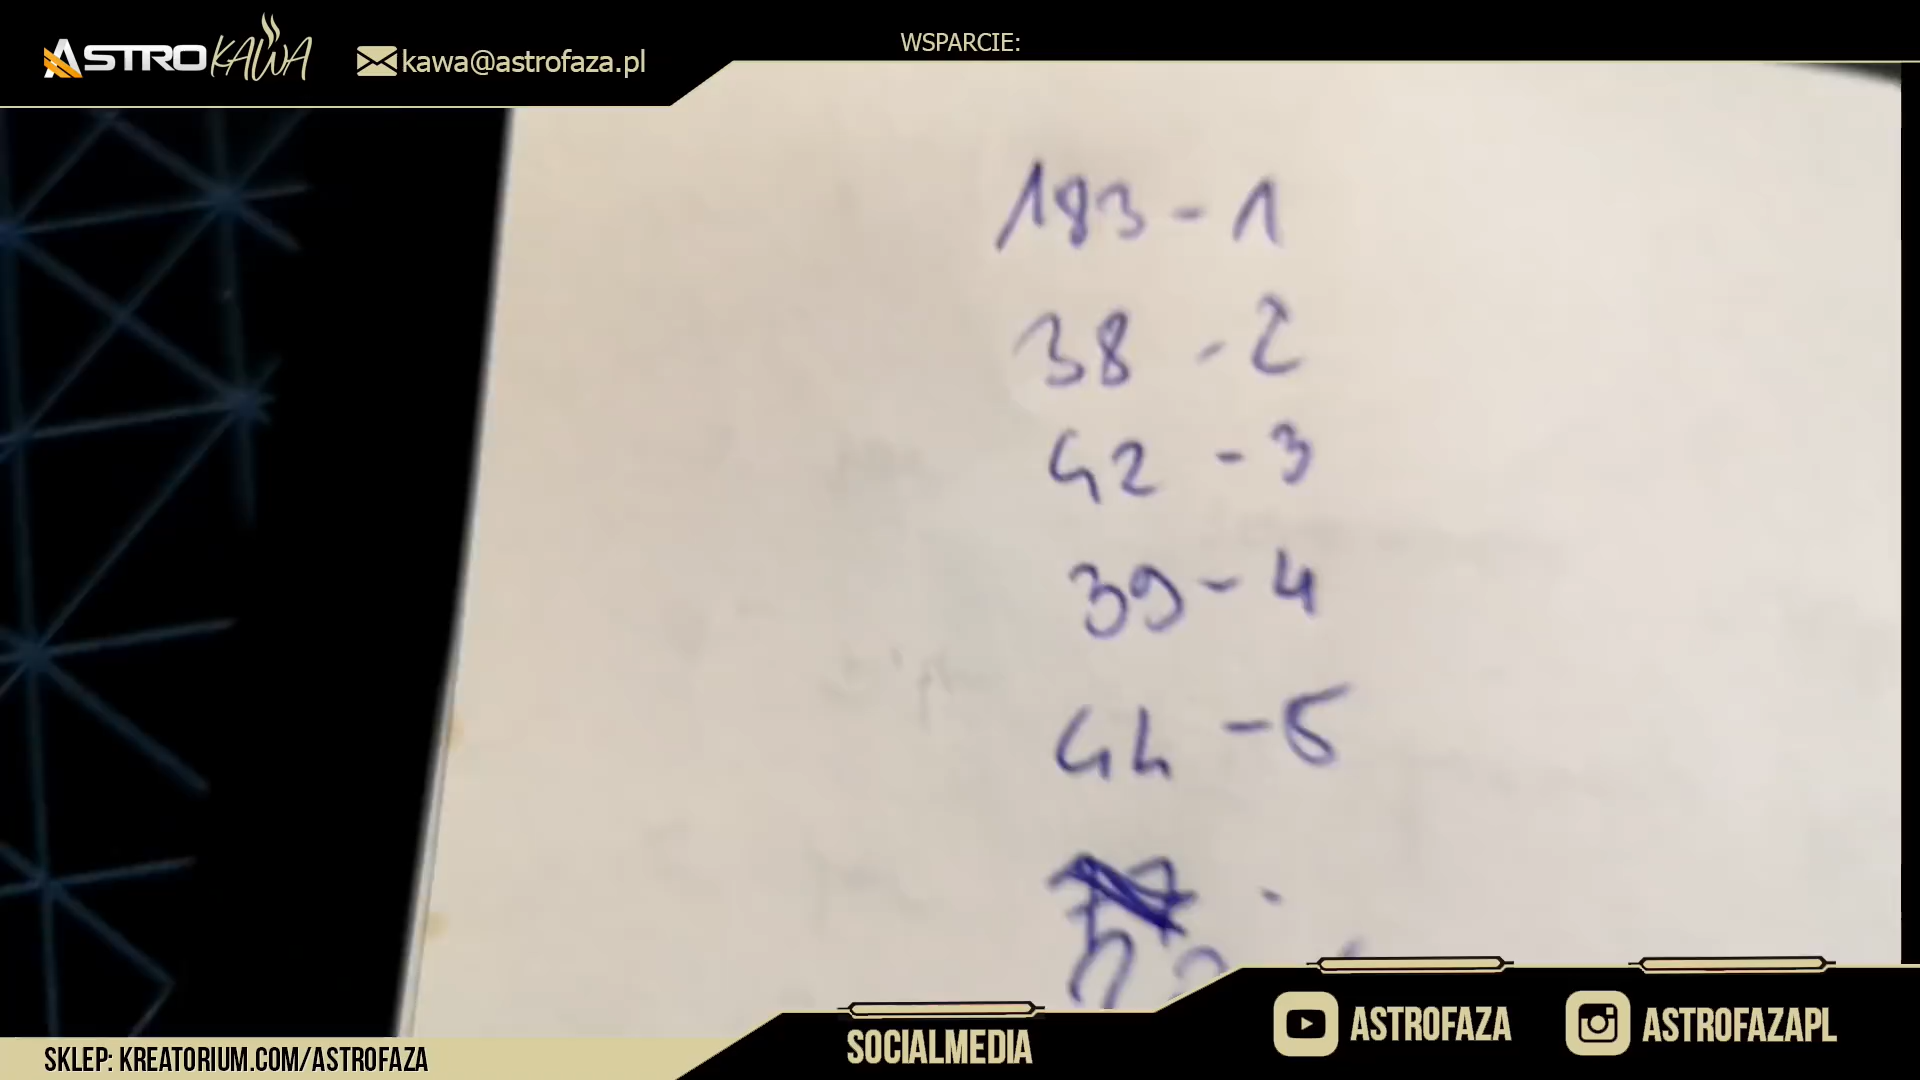 ASTRO KAWA
kawa@astrofaza.pl
WSPARCIE:
183 - 1
38 - 2
42 - 3
39 - 4
44 - 5
SOCIALMEDIA
ASTROFAZA
ASTROFAZAPL
SKLEP: KREATORIUM.COM/ASTROFAZA